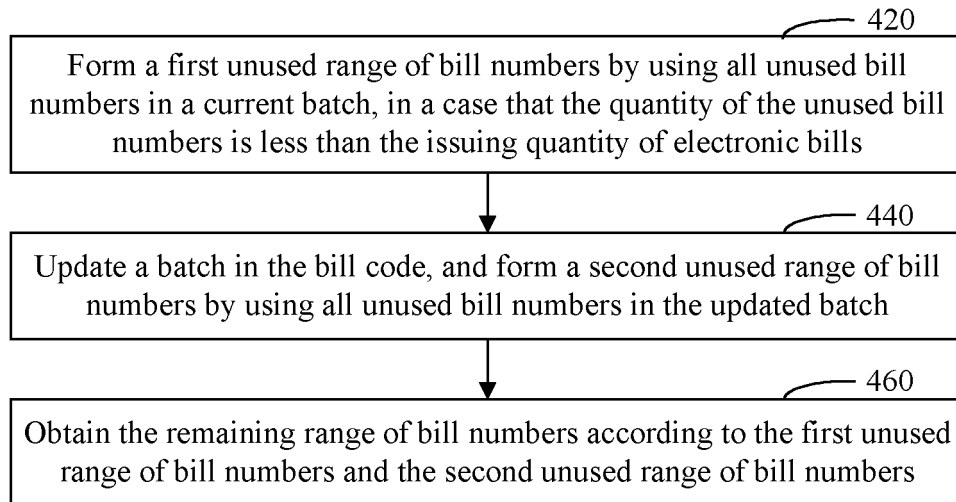 420
Form a first unused range of bill numbers by using all unused bill
numbers in a current batch, in a case that the quantity of the unused bill
numbers is less than the issuing quantity of electronic bills
440
Update a batch in the bill code, and form a second unused range of bill
numbers by using all unused bill numbers in the updated batch
460
Obtain the remaining range of bill numbers according to the first unused
range of bill numbers and the second unused range of bill numbers